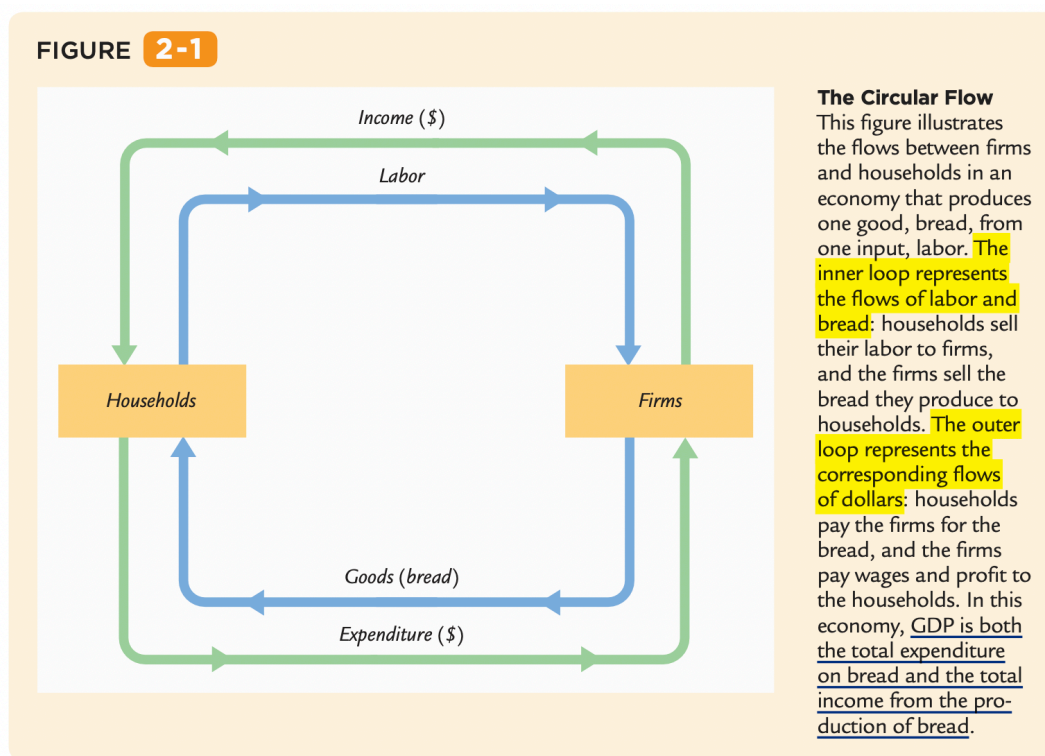 FIGURE 2-1
Income ($)
Labor
Households
Firms
Goods (bread)
Expenditure ($)
The Circular Flow
This figure illustrates
the flows between firms
and households in an
economy that produces
one good, bread, from
one input, labor. The
inner loop represents
the flows of labor and
bread: households sell
their labor to firms,
and the firms sell the
bread they produce to
households. The outer
loop represents the
corresponding flows
of dollars: households
pay the firms for the
bread, and the firms
pay wages and profit to
the households. In this
economy, GDP is both
the total expenditure
on bread and the total
income from the pro-
duction of bread.